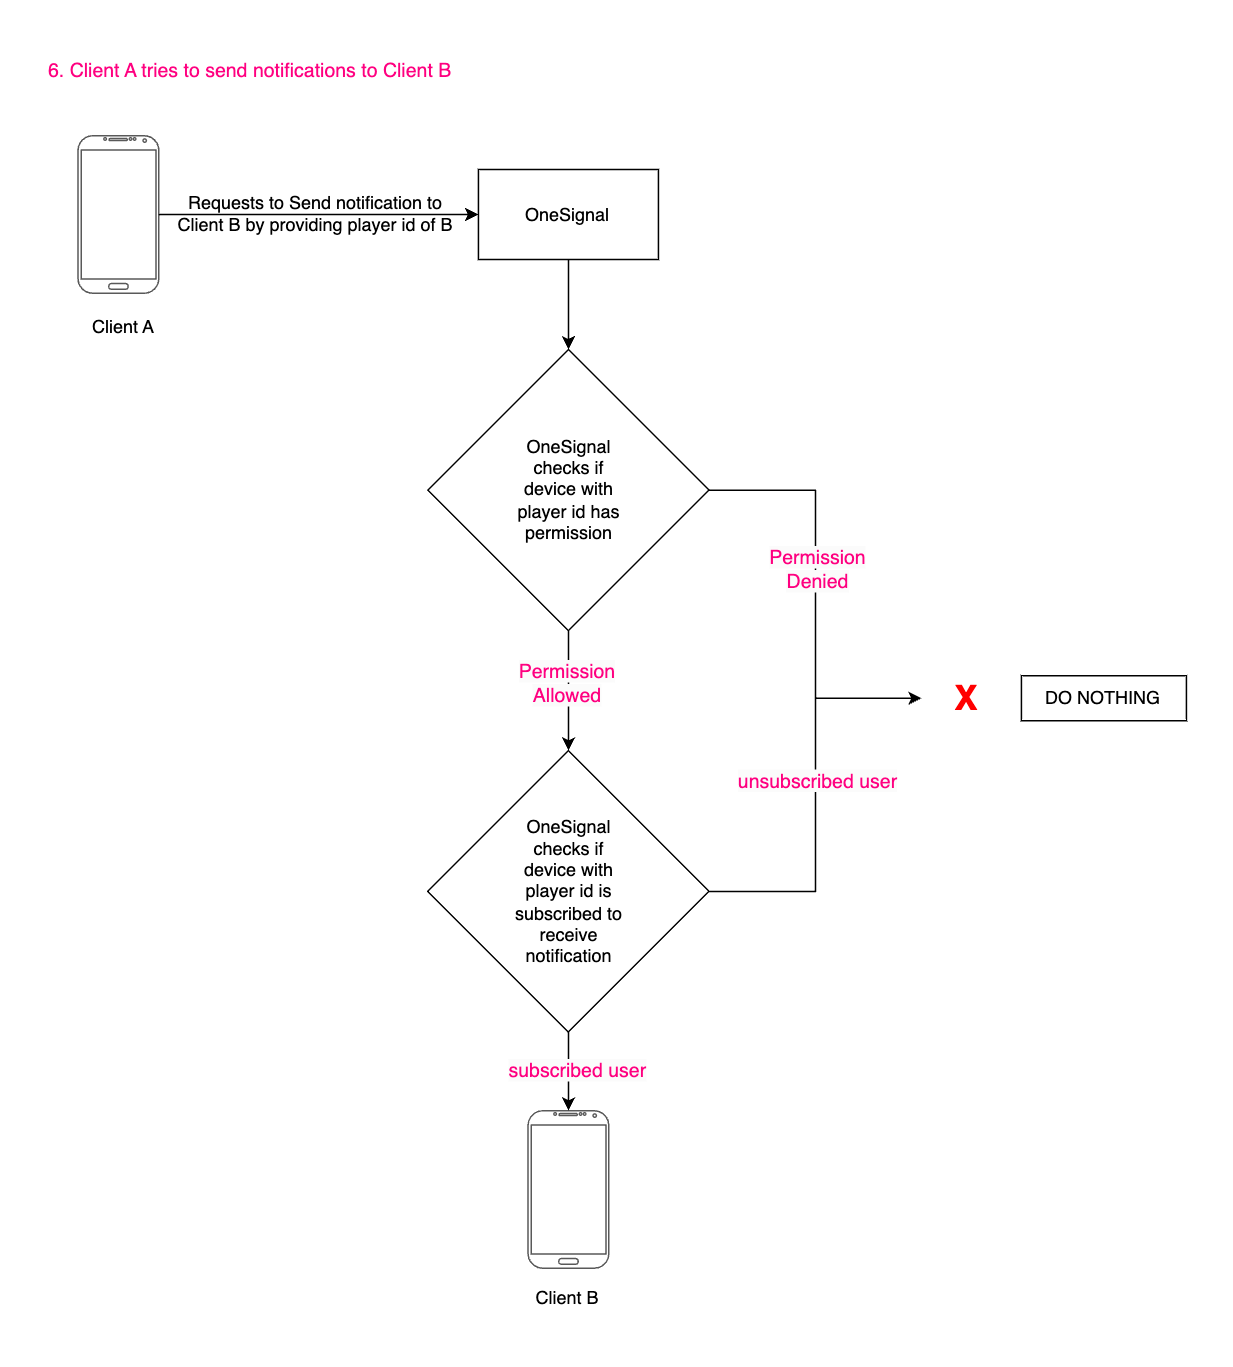 6. Client A tries to send notifications to Client B
Requests to Send notification to
Client B by providing player id of B
OneSignal
Client A
OneSignal
checks if
device with
player id has
permission
Permission
Denied
Permission
Allowed
X
DO NOTHING
unsubscribed user
OneSignal
checks if
device with
player id is
subscribed to
receive
notification
subscribed user
Client B